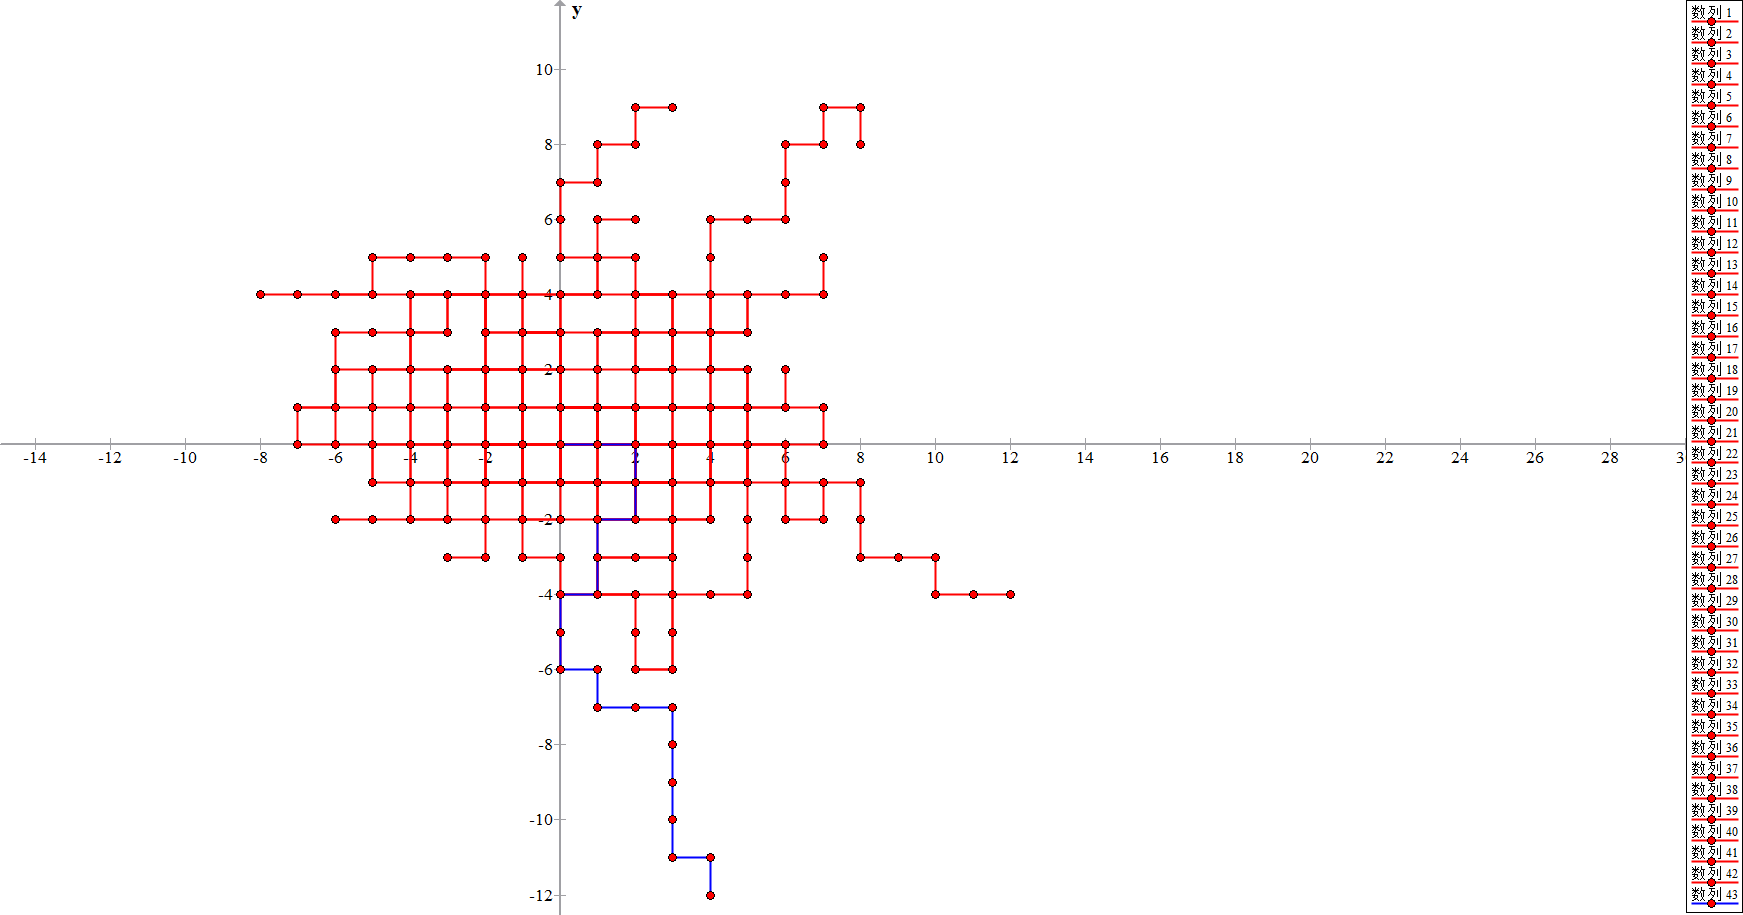 y
10
8
6
4
2
-14 -12 -10 -8 -6 -4 -2 2 4 6 8 10 12 14 16 18 20 22 24 26 28 3
-2
-4
-6
-8
-10
-12
数列 1
数列 2
数列 3
数列 4
数列 5
数列 6
数列 7
数列 8
数列 9
数列 10
数列 11
数列 12
数列 13
数列 14
数列 15
数列 16
数列 17
数列 18
数列 19
数列 20
数列 21
数列 22
数列 23
数列 24
数列 25
数列 26
数列 27
数列 28
数列 29
数列 30
数列 31
数列 32
数列 33
数列 34
数列 35
数列 36
数列 37
数列 38
数列 39
数列 40
数列 41
数列 42
数列 43